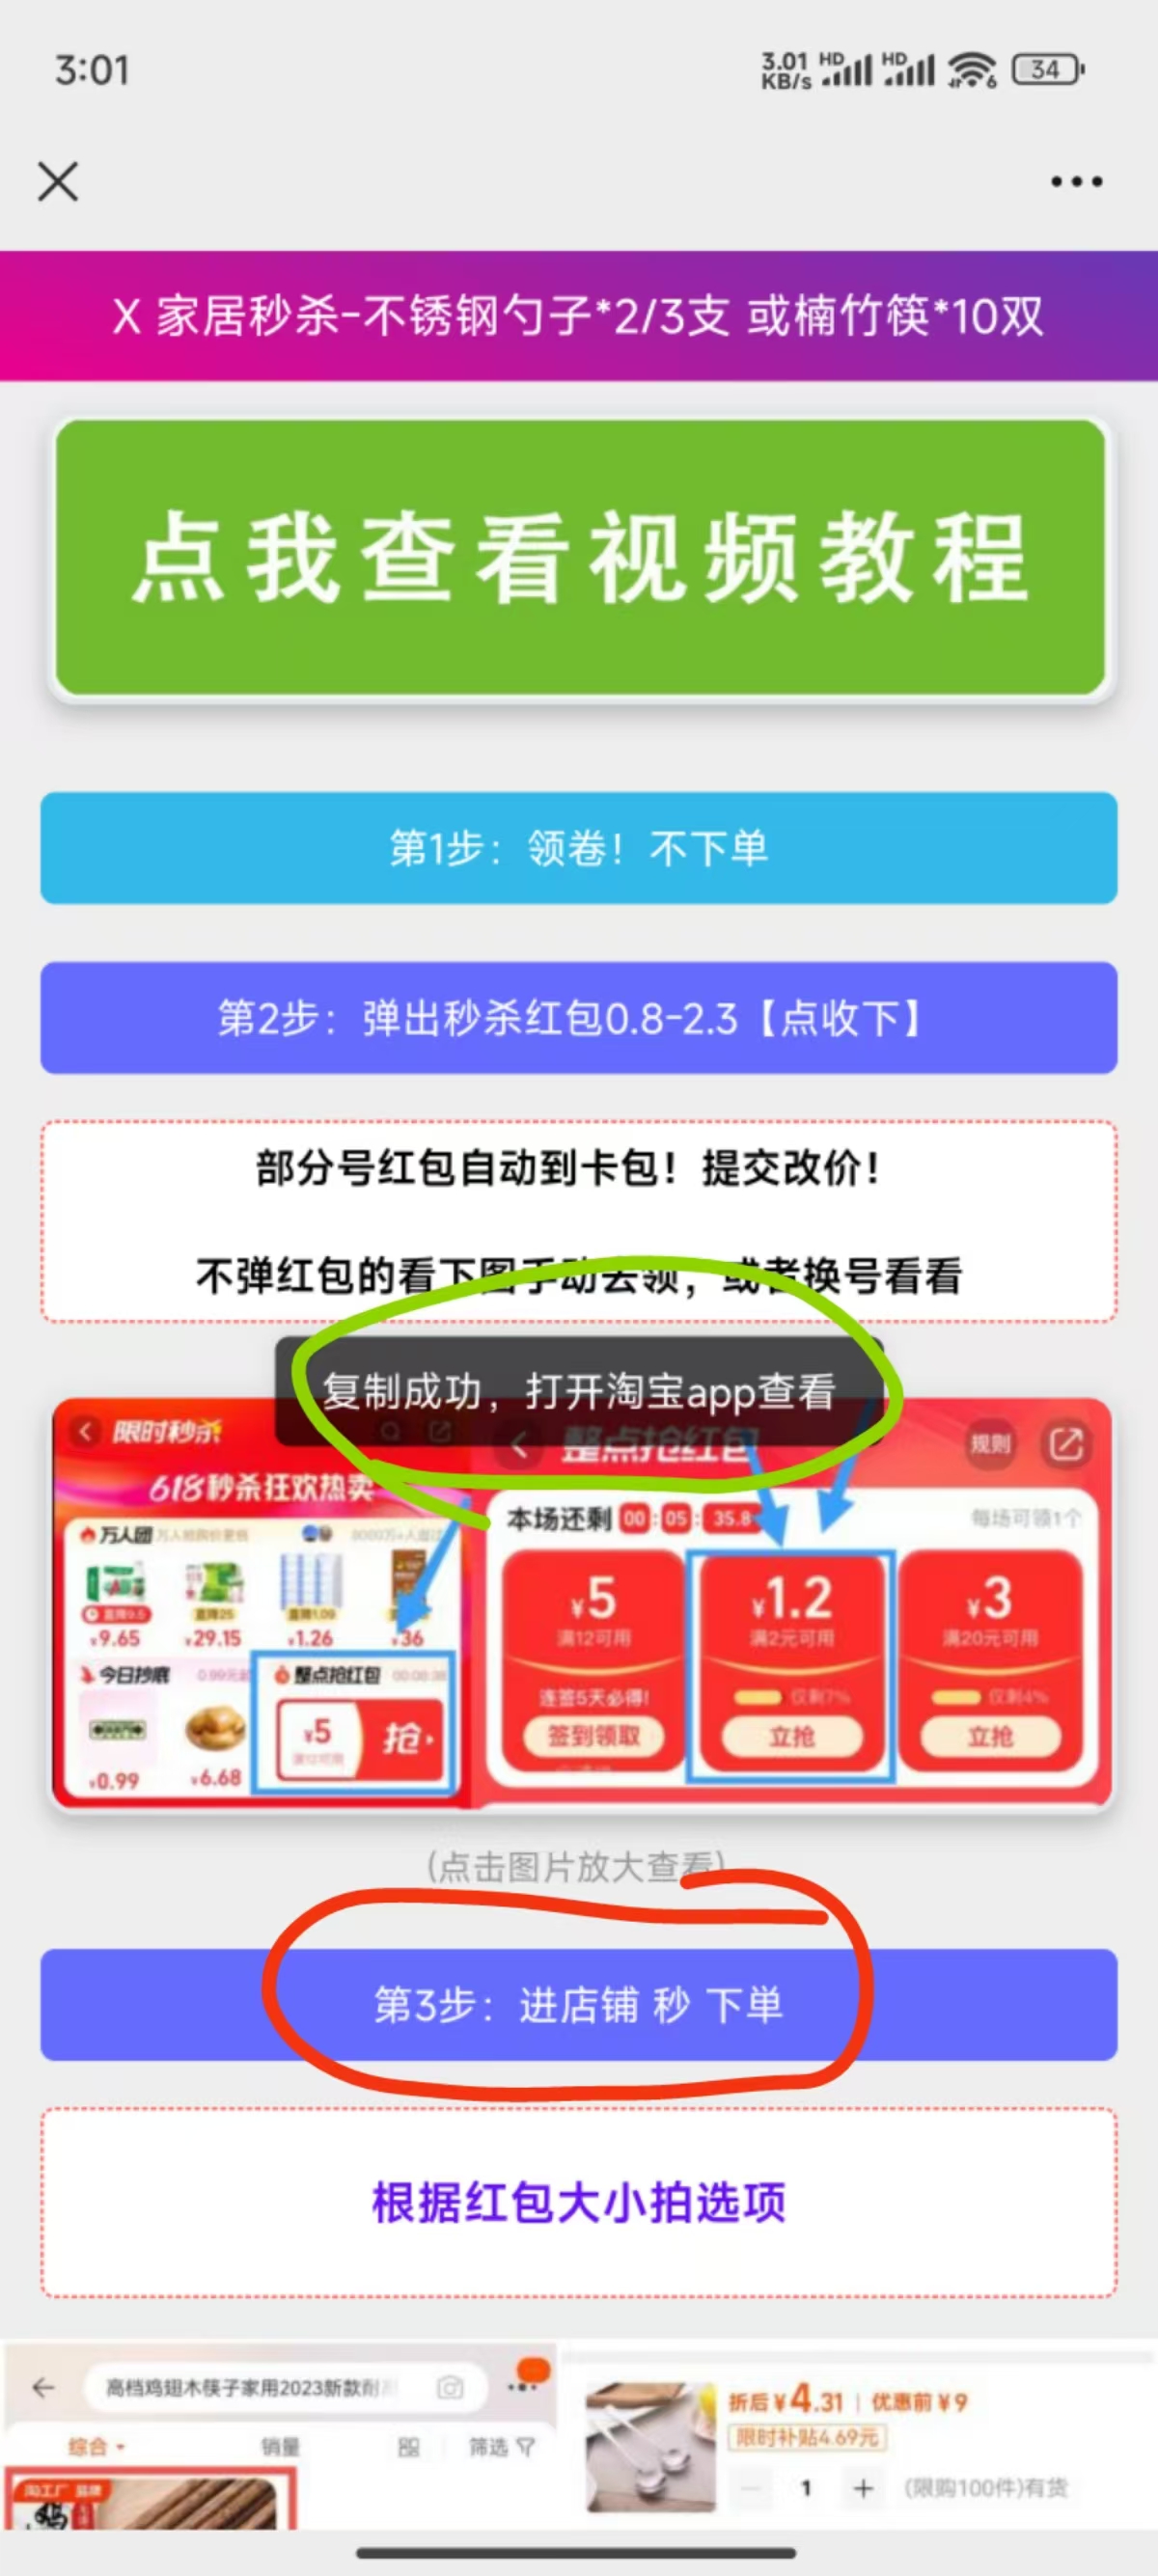 3:01
3.01 KB/s HD HD 6 34
X 家居秒杀-不锈钢勺子*2/3支 或楠竹筷*10双
点我查看视频教程
第1步：领卷！不下单
第2步：弹出秒杀红包0.8-2.3【点收下】
部分号红包自动到卡包！提交改价！
不弹红包的看下图手动去领，或者换号看看
复制成功，打开淘宝app查看
限时秒杀
618秒杀狂欢热卖
万人团
¥9.65 ¥29.15 ¥1.26 ¥36
今日抄底
整点抢红包
¥5
抢
¥0.99 ¥6.68
整点抢红包
规则
本场还剩 00:05:35.8
每场可领1个
¥5 ¥1.2 ¥3
满12可用 满2元可用 满20元可用
连签5天必得！ 仅剩7% 仅剩4%
签到领取 立抢 立抢
(点击图片放大查看)
第3步：进店铺 秒 下单
根据红包大小拍选项
高档鸡翅木筷子家用2023新款耐
综合 销量 筛选
淘工厂
折后¥4.31 | 优惠前¥9
限时补贴4.69元
1 + (限购100件)有货